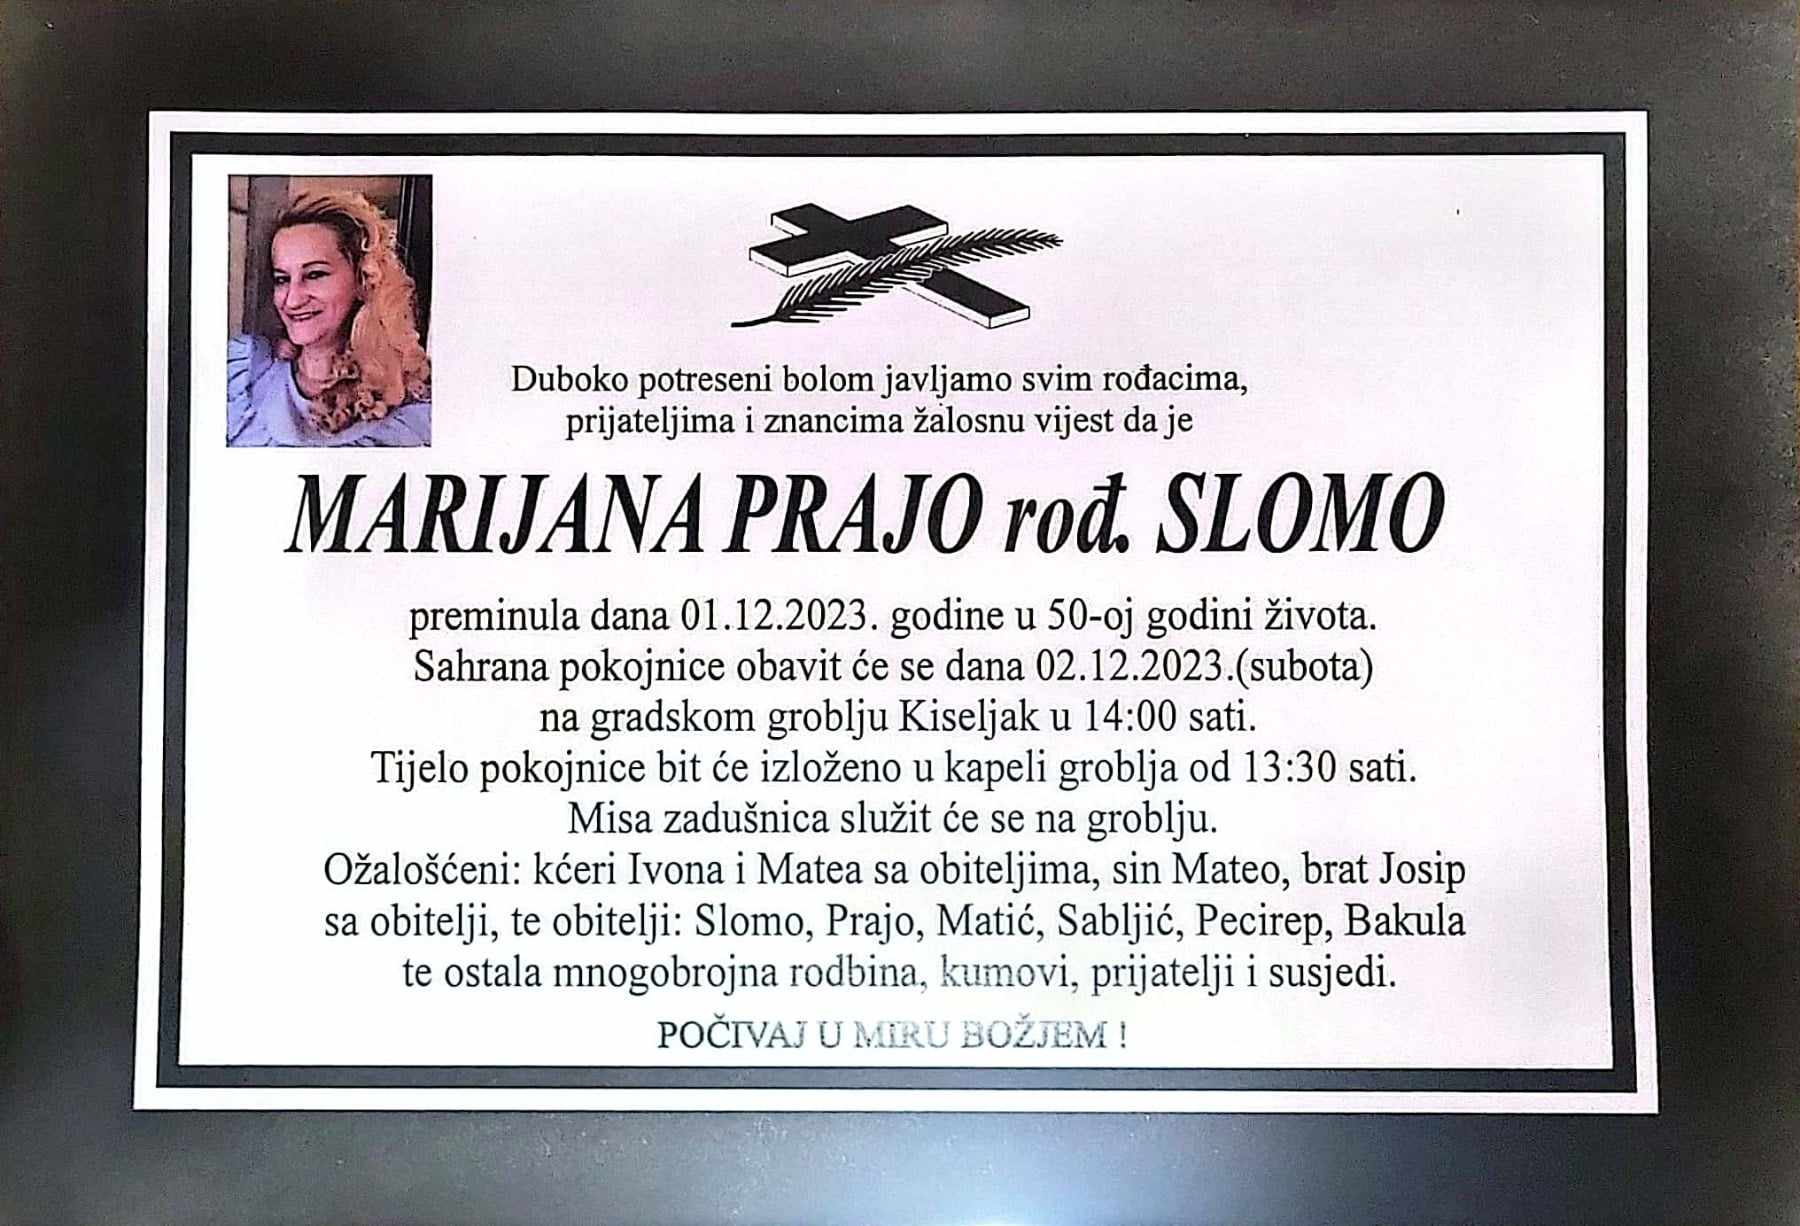 Duboko potreseni bolom javljamo svim rođacima,
prijateljima i znancima žalosnu vijest da je
MARIJANA PRAJO rođ. SLOMO
preminula dana 01.12.2023. godine u 50-oj godini života.
Sahrana pokojnice obavit će se dana 02.12.2023.(subota)
na gradskom groblju Kiseljak u 14:00 sati.
Tijelo pokojnice bit će izloženo u kapeli groblja od 13:30 sati.
Misa zadušnica služit će se na groblju.
Ožalošćeni: kćeri Ivona i Matea sa obiteljima, sin Mateo, brat Josip
sa obitelji, te obitelji: Slomo, Prajo, Matić, Sabljić, Pecirep, Bakula
te ostala mnogobrojna rodbina, kumovi, prijatelji i susjedi.
POČIVAJ U MIRU BOŽJEM !